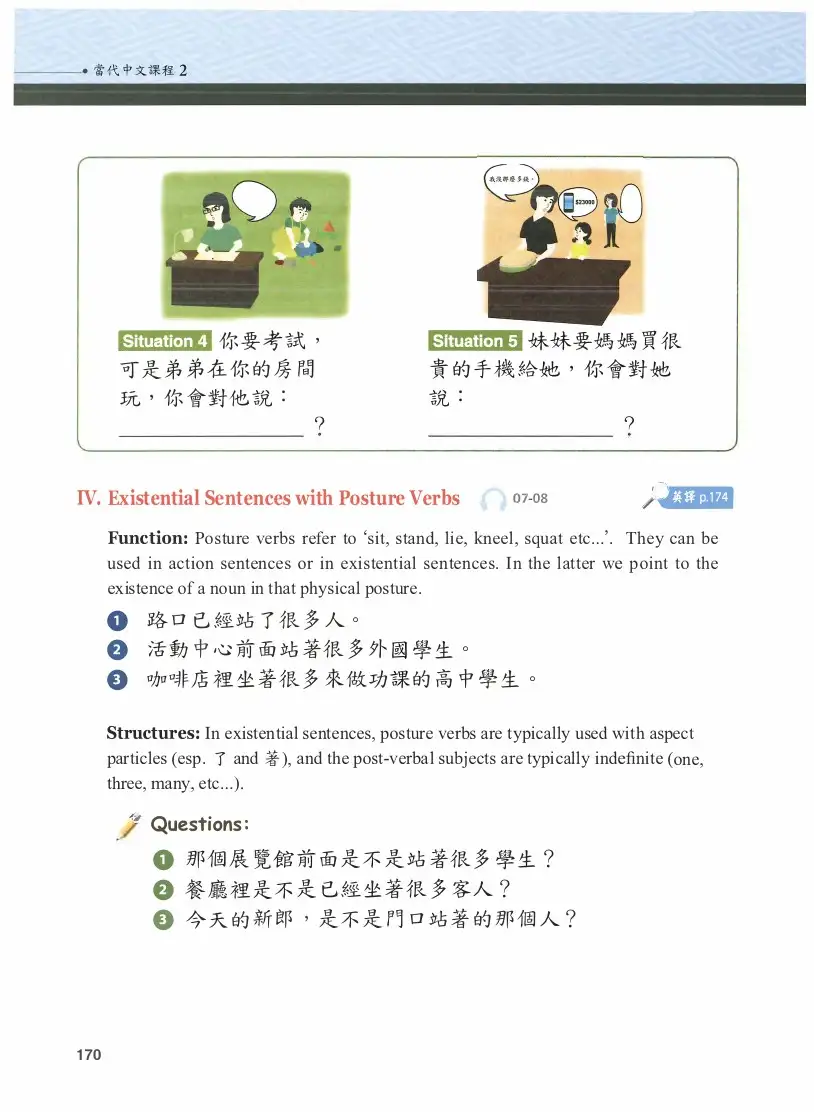 • 當代中文課程 2
我沒那麼多錢。
$23000
Situation 4 你要考試，
可是弟弟在你的房間
玩，你會對他說：
____________________？
Situation 5 妹妹要媽媽買很
貴的手機給她，你會對她
說：
____________________？
IV. Existential Sentences with Posture Verbs 07-08 英譯 p.174
Function: Posture verbs refer to ‘sit, stand, lie, kneel, squat etc...’. They can be
used in action sentences or in existential sentences. In the latter we point to the
existence of a noun in that physical posture.
1 路口已經站了很多人。
2 活動中心前面站著很多外國學生。
3 咖啡店裡坐著很多來做功課的高中學生。
Structures: In existential sentences, posture verbs are typically used with aspect
particles (esp. 了 and 著), and the post-verbal subjects are typically indefinite (one,
three, many, etc...).
Questions:
1 那個展覽館前面是不是站著很多學生？
2 餐廳裡是不是已經坐著很多客人？
3 今天的新郎，是不是門口站著的那個人？
170